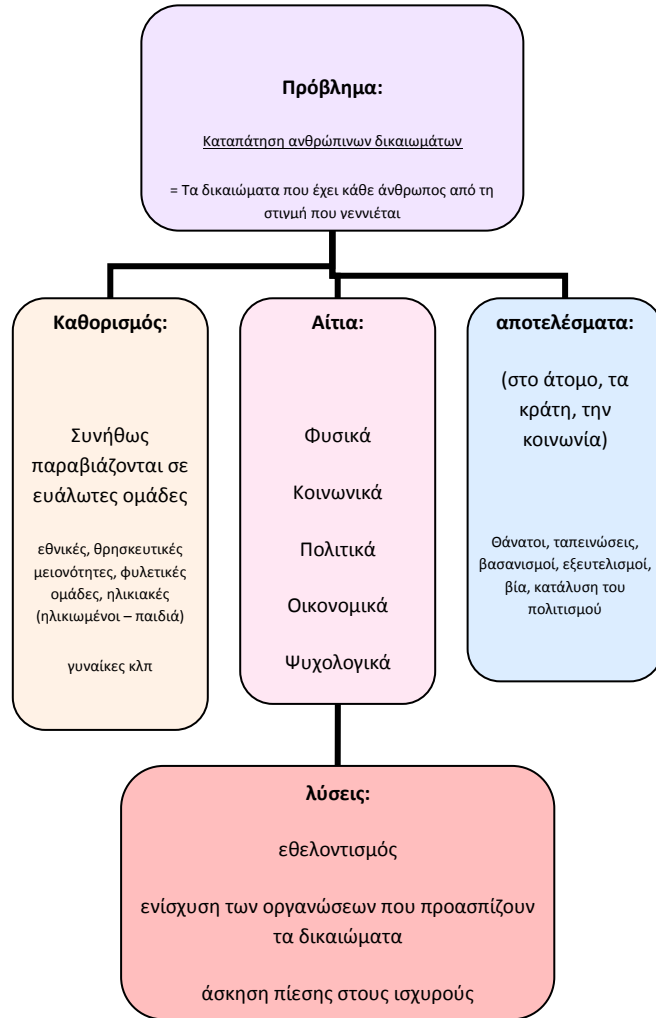 Πρόβλημα:
Καταπάτηση ανθρώπινων δικαιωμάτων
= Τα δικαιώματα που έχει κάθε άνθρωπος από τη
στιγμή που γεννιέται
Καθορισμός:
Συνήθως
παραβιάζονται σε
ευάλωτες ομάδες
εθνικές, θρησκευτικές
μειονότητες, φυλετικές
ομάδες, ηλικιακές
(ηλικιωμένοι – παιδιά)
γυναίκες κλπ
Αίτια:
Φυσικά
Κοινωνικά
Πολιτικά
Οικονομικά
Ψυχολογικά
αποτελέσματα:
(στο άτομο, τα
κράτη, την
κοινωνία)
Θάνατοι, ταπεινώσεις,
βασανισμοί, εξευτελισμοί,
βία, κατάλυση του
πολιτισμού
λύσεις:
εθελοντισμός
ενίσχυση των οργανώσεων που προασπίζουν
τα δικαιώματα
άσκηση πίεσης στους ισχυρούς